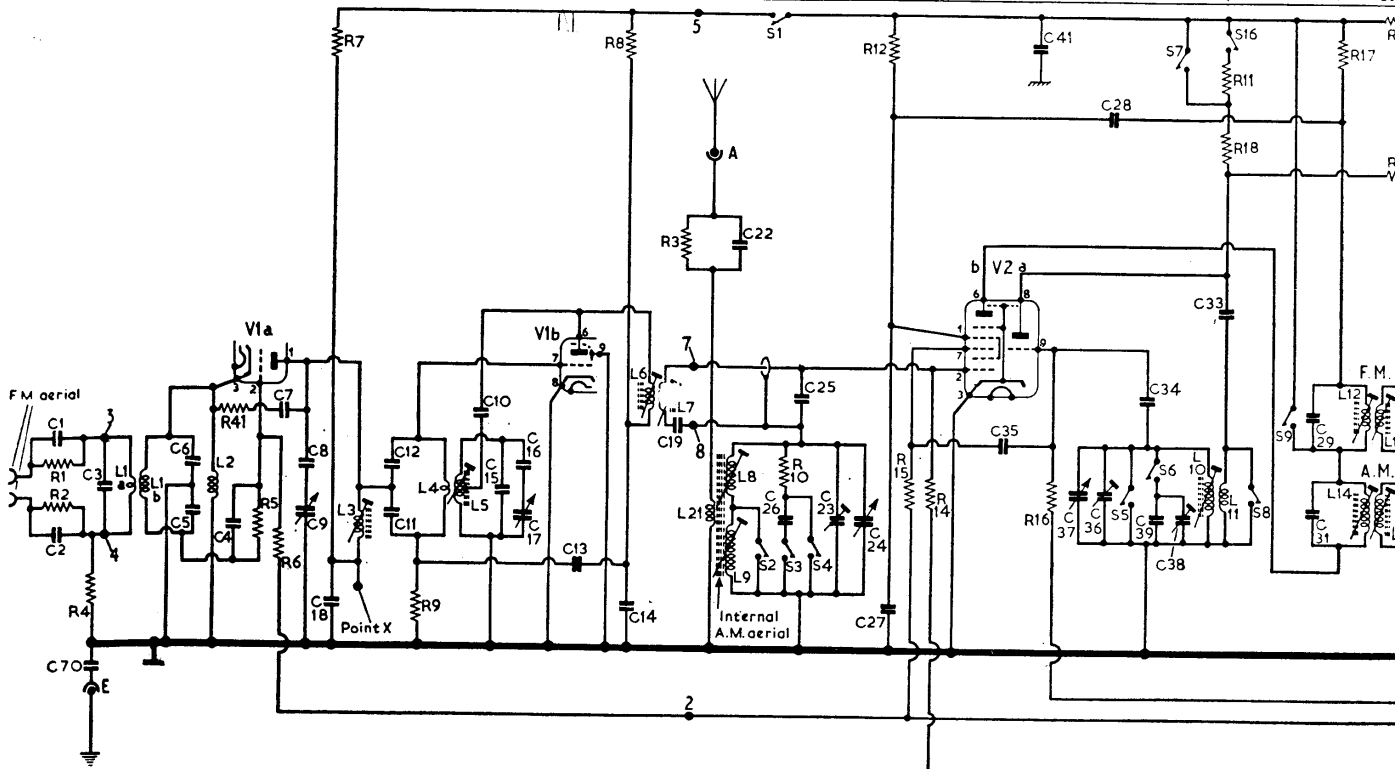 R7
R8
5
S1
R12
C41
S7
S16
R11
R17
R
C28
R18
R
A
R3
C22
b V2 a
6
8
1
7
2
9
3
C33
V1a
1
3
2
V1b
6
7
9
8
7
L6
L7
C19
8
C25
C34
F.M.
L12
C
29
L1
S9
F M aerial
C1
R1
R2
C2
3
C3
4
L1
a
L1
b
C6
C5
R41
C7
L2
C4
R5
R6
C8
C9
L3
C12
C11
L4
C10
L5
C
15
C
16
C
17
C13
L21
L8
L9
R
10
C
26
S2
S3
S4
C
23
C
24
R
15
R
14
C35
R16
C
37
C
36
S5
S6
C
39
C38
L
10
L
11
S8
A.M.
L14
C
31
L
R4
C
18
Point X
R9
C14
Internal
A.M. aerial
C27
C70
E
2